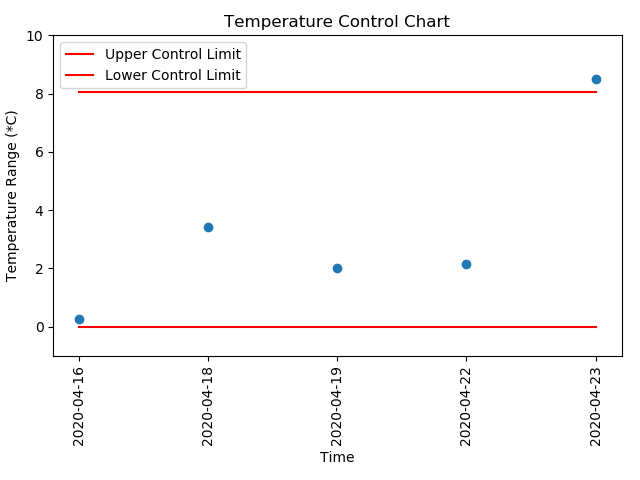 Temperature Control Chart
Upper Control Limit
Lower Control Limit
Temperature Range (*C)
10
8
6
4
2
0
2020-04-16
2020-04-18
2020-04-19
2020-04-22
2020-04-23
Time